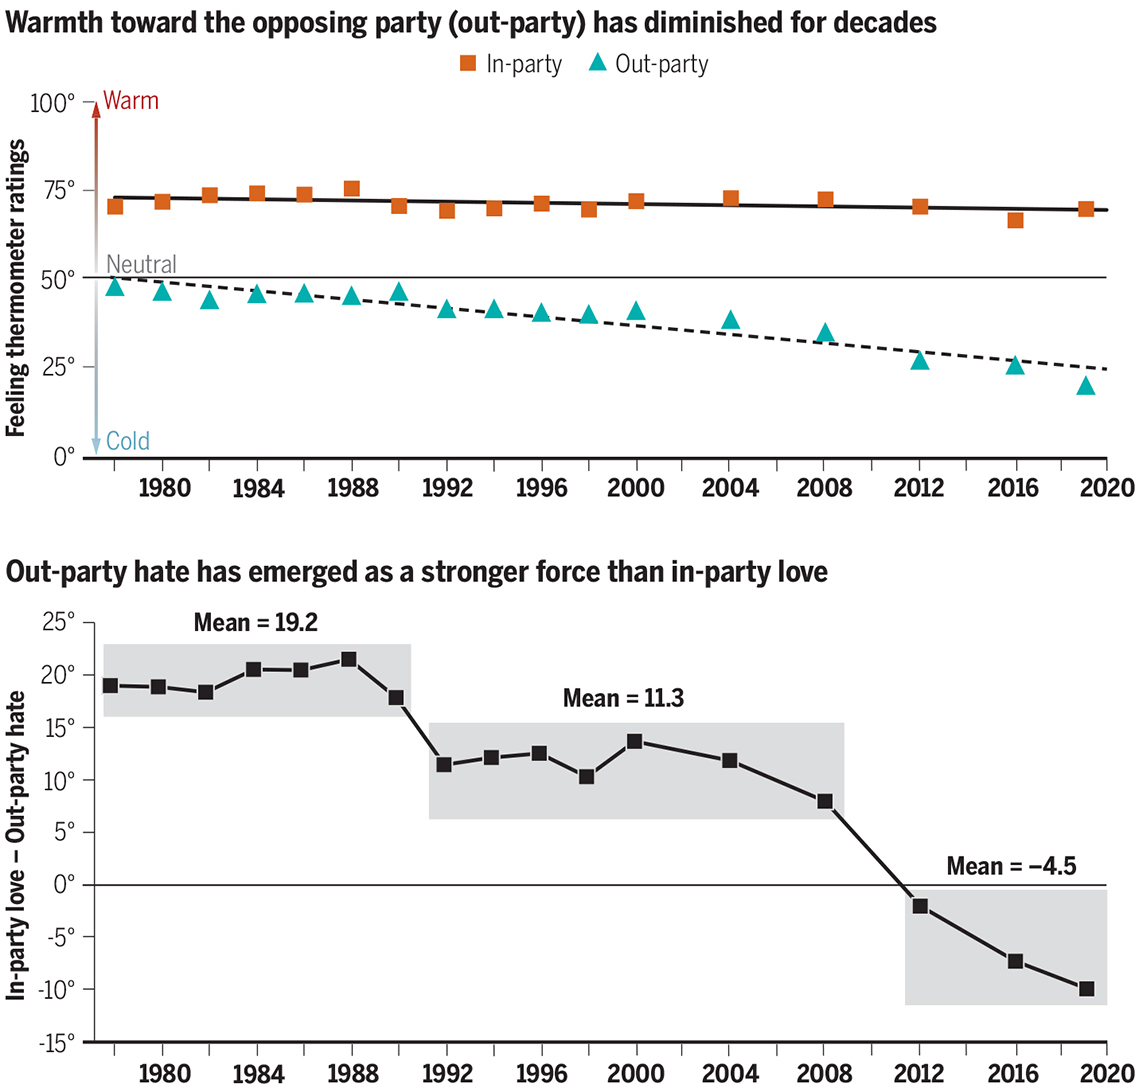 Warmth toward the opposing party (out-party) has diminished for decades
In-party Out-party
100°
Warm
75°
Neutral
50°
25°
Cold
0°
Feeling thermometer ratings
1980 1984 1988 1992 1996 2000 2004 2008 2012 2016 2020
Out-party hate has emerged as a stronger force than in-party love
25°
Mean = 19.2
20°
Mean = 11.3
15°
10°
5°
Mean = –4.5
0°
-5°
-10°
-15°
In-party love – Out-party hate
1980 1984 1988 1992 1996 2000 2004 2008 2012 2016 2020